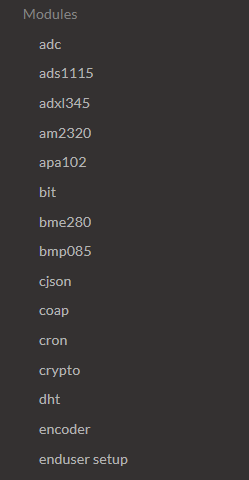 Modules
adc
ads1115
adxl345
am2320
apa102
bit
bme280
bmp085
cjson
coap
cron
crypto
dht
encoder
enduser setup